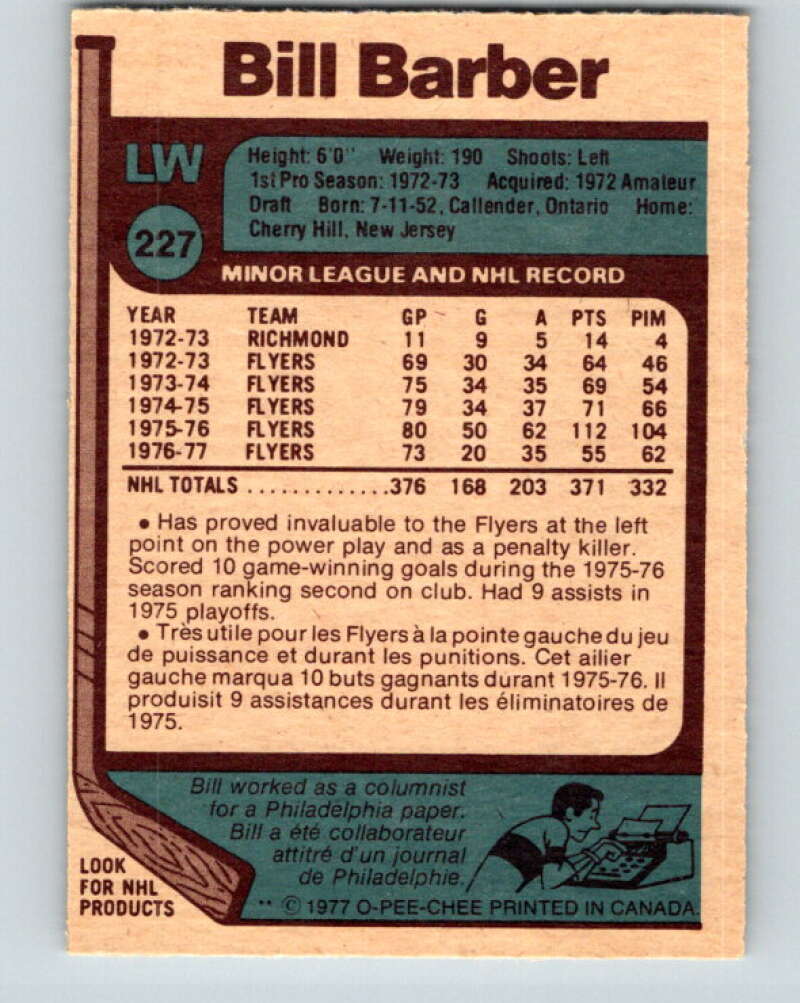 Bill Barber
LW
227
Height: 6'0" Weight: 190 Shoots: Left
1st Pro Season: 1972-73 Acquired: 1972 Amateur
Draft Born: 7-11-52, Callender, Ontario Home:
Cherry Hill, New Jersey
MINOR LEAGUE AND NHL RECORD
YEAR TEAM GP G A PTS PIM
1972-73 RICHMOND 11 9 5 14 4
1972-73 FLYERS 69 30 34 64 46
1973-74 FLYERS 75 34 35 69 54
1974-75 FLYERS 79 34 37 71 66
1975-76 FLYERS 80 50 62 112 104
1976-77 FLYERS 73 20 35 55 62
NHL TOTALS .............376 168 203 371 332
• Has proved invaluable to the Flyers at the left
point on the power play and as a penalty killer.
Scored 10 game-winning goals during the 1975-76
season ranking second on club. Had 9 assists in
1975 playoffs.
• Très utile pour les Flyers à la pointe gauche du jeu
de puissance et durant les punitions. Cet ailier
gauche marqua 10 buts gagnants durant 1975-76. Il
produisit 9 assistances durant les éliminatoires de
1975.
Bill worked as a columnist
for a Philadelphia paper.
Bill a été collaborateur
attitré d'un journal
de Philadelphie.
LOOK
FOR NHL
PRODUCTS
** © 1977 O-PEE-CHEE PRINTED IN CANADA.